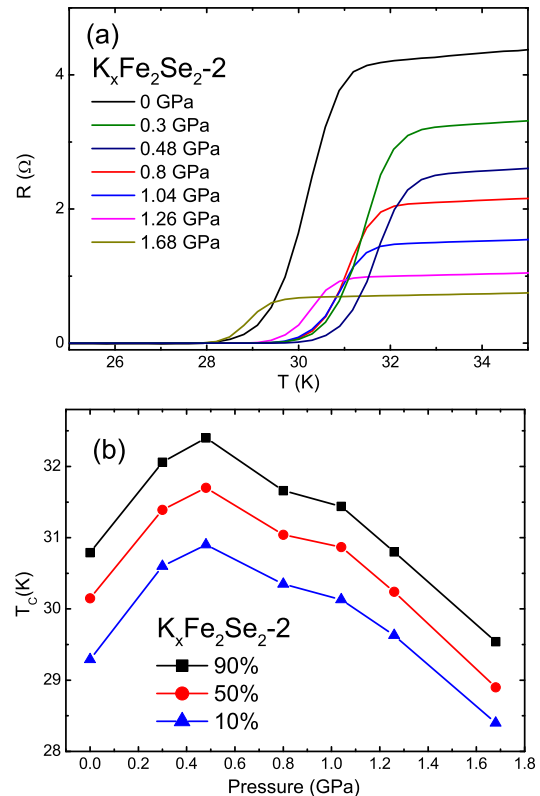 (a)
KxFe2Se2-2
0 GPa
0.3 GPa
0.48 GPa
0.8 GPa
1.04 GPa
1.26 GPa
1.68 GPa
R (Ω)
4
2
0
26 28 30 32 34
T (K)
(b)
TC(K)
32
31
30
29
28
KxFe2Se2-2
90%
50%
10%
0.0 0.2 0.4 0.6 0.8 1.0 1.2 1.4 1.6 1.8
Pressure (GPa)